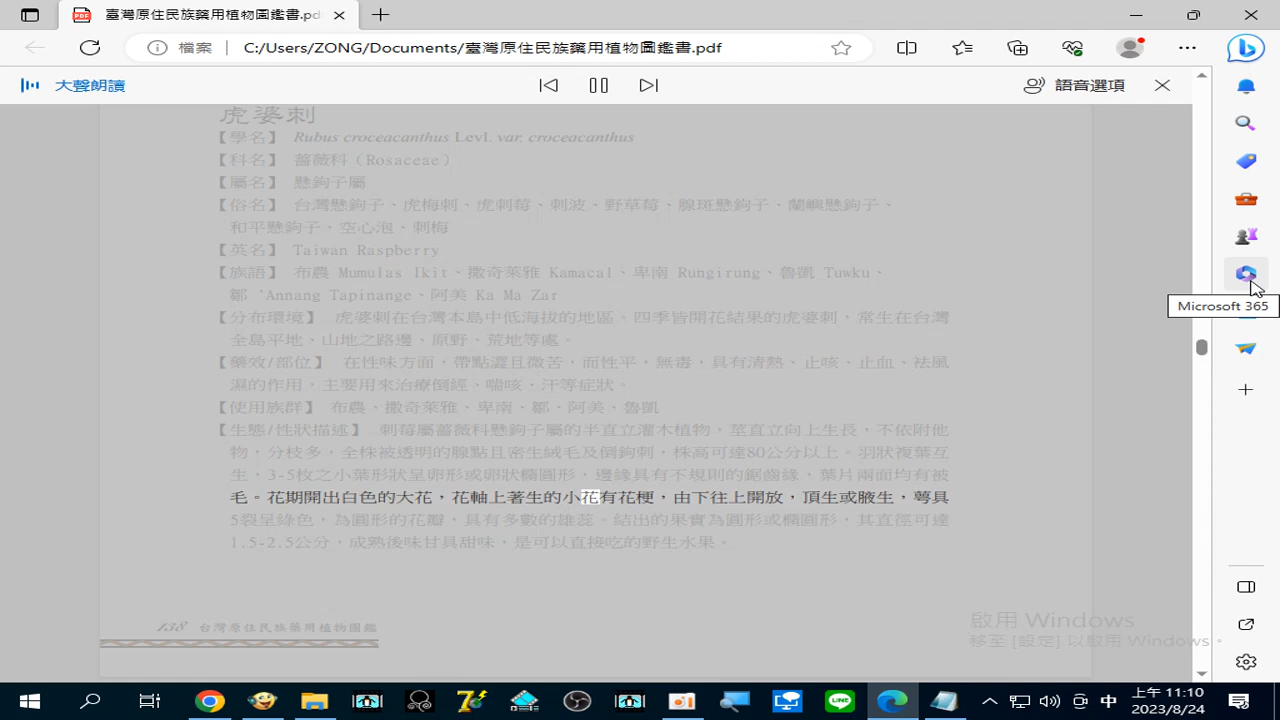 臺灣原住民族藥用植物圖鑑書.pd
檔案
C:/Users/ZONG/Documents/臺灣原住民族藥用植物圖鑑書.pdf
大聲朗讀
語音選項
虎婆刺
【學名】 Rubus croceacanthus Levl. var. croceacanthus
【科名】 薔薇科（Rosaceae）
【屬名】 懸鉤子屬
【俗名】 台灣懸鉤子、虎梅刺、虎刺莓、刺波、野草莓、腺斑懸鉤子、蘭嶼懸鉤子、
和平懸鉤子，空心泡、刺梅
【英名】 Taiwan Raspberry
【族語】 布農 Mumulas Ikit、撒奇萊雅 Kamacal、卑南 Rungirung、魯凱 Tuwku、
鄒 'Annang Tapinange、阿美 Ka Ma Zar
【分布環境】 虎婆刺在台灣本島中低海拔的地區。四季皆開花結果的虎婆刺，常生在台灣
全島平地、山地之路邊、原野、荒地等處。
【藥效/部位】 在性味方面，帶點澀且微苦，而性平，無毒，具有清熱、止咳、止血、祛風
濕的作用，主要用來治療倒經、喘咳，汗等症狀。
【使用族群】 布農、撒奇萊雅、卑南、鄒、阿美、魯凱
【生態/性狀描述】 刺莓屬薔薇科懸鉤子屬的半直立灌木植物，莖直立向上生長，不依附他
物，分枝多，全株被透明的腺點且密生絨毛及倒鉤刺，株高可達80公分以上。羽狀複葉互
生，3-5枚之小葉形狀呈卵形或卵狀橢圓形，邊緣具有不規則的鋸齒緣，葉片兩面均有被
毛。花期開出白色的大花，花軸上著生的小花有花梗，由下往上開放，頂生或腋生，萼具
5裂呈綠色，為圓形的花瓣，具有多數的雄蕊。結出的果實為圓形或橢圓形，其直徑可達
1.5-2.5公分，成熟後味甘具甜味，是可以直接吃的野生水果。
138 台灣原住民族藥用植物圖鑑
Microsoft 365
啟用 Windows
移至 [設定] 以啟用 Windows。
中
上午 11:10
2023/8/24
LINE